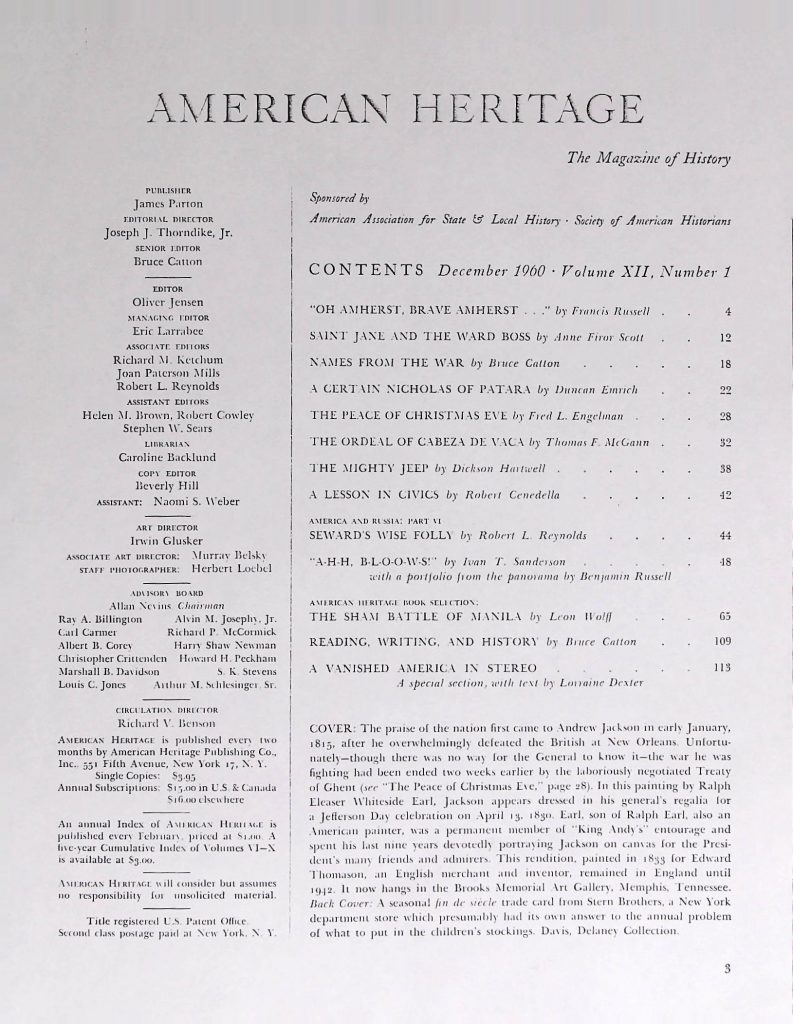 AMERICAN HERITAGE
The Magazine of History
PUBLISHER
James Parton
EDITORIAL DIRECTOR
Joseph J. Thorndike, Jr.
SENIOR EDITOR
Bruce Catton
EDITOR
Oliver Jensen
MANAGING EDITOR
Eric Larrabee
ASSOCIATE EDITORS
Richard M. Ketchum
Joan Paterson Mills
Robert L. Reynolds
ASSISTANT EDITORS
Helen M. Brown, Robert Cowley
Stephen W. Sears
LIBRARIAN
Caroline Backlund
COPY EDITOR
Beverly Hill
ASSISTANT: Naomi S. Weber
ART DIRECTOR
Irwin Glusker
ASSOCIATE ART DIRECTOR: Murray Belsky
STAFF PHOTOGRAPHER: Herbert Loebel
ADVISORY BOARD
Allan Nevins, Chairman
Ray A. Billington Alvin M. Josephy, Jr.
Carl Carmer Richard P. McCormick
Albert B. Corey Harry Shaw Newman
Christopher Crittenden Howard H. Peckham
Marshall B. Davidson S. K. Stevens
Louis C. Jones Arthur M. Schlesinger, Sr.
CIRCULATION DIRECTOR
Richard V. Benson
AMERICAN HERITAGE is published every two
months by American Heritage Publishing Co.,
Inc., 551 Fifth Avenue, New York 17, N. Y.
Single Copies: $3.95
Annual Subscriptions: $15.00 in U.S. & Canada
$16.00 elsewhere
An annual Index of AMERICAN HERITAGE is
published every February, priced at $1.00. A
five-year Cumulative Index of Volumes VI–X
is available at $3.00.
AMERICAN HERITAGE will consider but assumes
no responsibility for unsolicited material.
Title registered U.S. Patent Office.
Second class postage paid at New York, N. Y.
Sponsored by
American Association for State & Local History · Society of American Historians
CONTENTS December 1960 · Volume XII, Number 1
"OH AMHERST, BRAVE AMHERST . . ." by Francis Russell . . 4
SAINT JANE AND THE WARD BOSS by Anne Firor Scott . . 12
NAMES FROM THE WAR by Bruce Catton . . . . . 18
A CERTAIN NICHOLAS OF PATARA by Duncan Emrich . . 22
THE PEACE OF CHRISTMAS EVE by Fred L. Engelman . . . 28
THE ORDEAL OF CABEZA DE VACA by Thomas F. McGann . . 32
THE MIGHTY JEEP by Dickson Hartwell . . . . . . 38
A LESSON IN CIVICS by Robert Cenedella . . . . . 42
AMERICA AND RUSSIA: PART VI
SEWARD'S WISE FOLLY by Robert L. Reynolds . . . . 44
"A-H-H, B-L-O-O-W-S!" by Ivan T. Sanderson . . . . . 48
with a portfolio from the panorama by Benjamin Russell
AMERICAN HERITAGE BOOK SELECTION:
THE SHAM BATTLE OF MANILA by Leon Wolff . . . 65
READING, WRITING, AND HISTORY by Bruce Catton . . 109
A VANISHED AMERICA IN STEREO . . . . . . 113
A special section, with text by Lorraine Dexter
COVER: The praise of the nation first came to Andrew Jackson in early January,
1815, after he overwhelmingly defeated the British at New Orleans. Unfortu-
nately—though there was no way for the General to know it—the war he was
fighting had been ended two weeks earlier by the laboriously negotiated Treaty
of Ghent (see "The Peace of Christmas Eve," page 28). In this painting by Ralph
Eleaser Whiteside Earl, Jackson appears dressed in his general's regalia for
a Jefferson Day celebration on April 13, 1830. Earl, son of Ralph Earl, also an
American painter, was a permanent member of "King Andy's" entourage and
spent his last nine years devotedly portraying Jackson on canvas for the Presi-
dent's many friends and admirers. This rendition, painted in 1833 for Edward
Thomason, an English merchant and inventor, remained in England until
1942. It now hangs in the Brooks Memorial Art Gallery, Memphis, Tennessee.
Back Cover: A seasonal fin de siècle trade card from Stern Brothers, a New York
department store which presumably had its own answer to the annual problem
of what to put in the children's stockings. Davis, Delaney Collection.
3